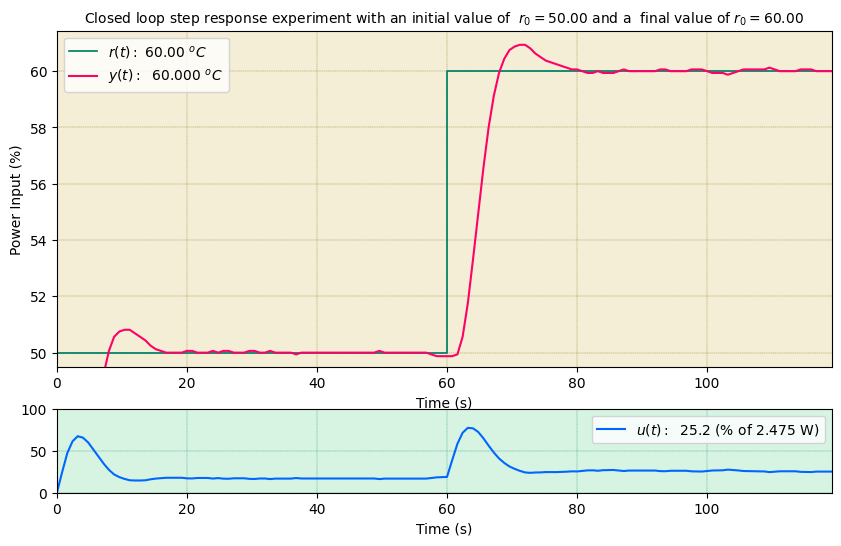 Closed loop step response experiment with an initial value of r₀ = 50.00 and a final value of r₀ = 60.00
r(t) : 60.00 °C
y(t) : 60.000 °C
Power Input (%)
60
58
56
54
52
50
0 20 40 60 80 100
Time (s)
u(t) : 25.2 (% of 2.475 W)
100
50
0
0 20 40 60 80 100
Time (s)